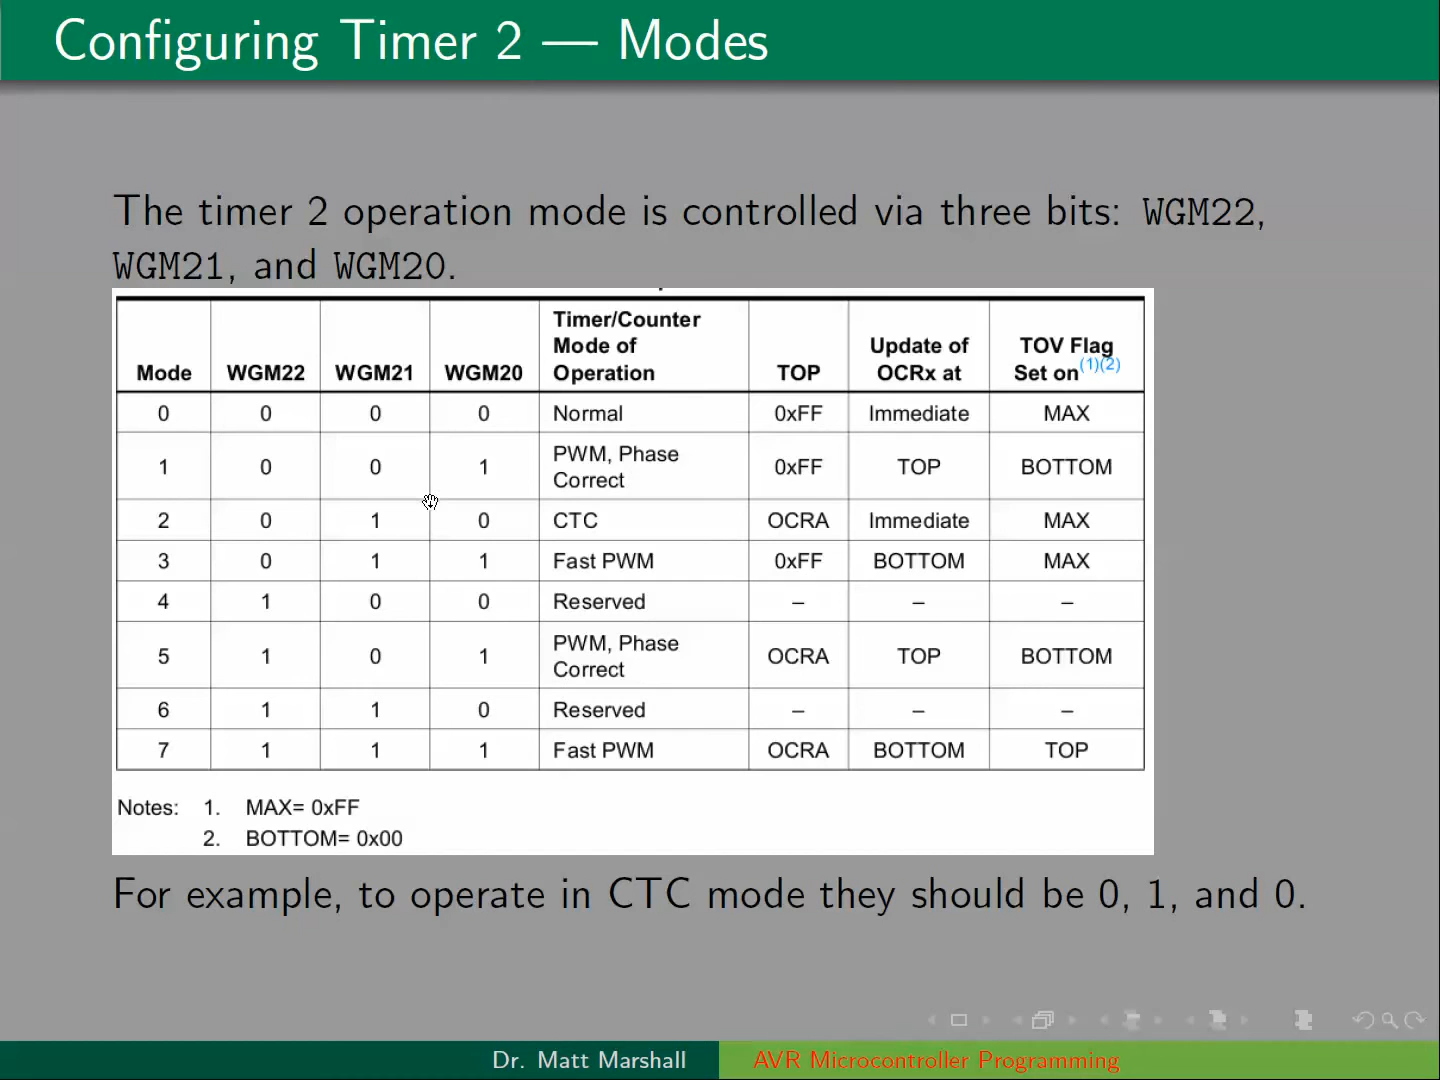 Configuring Timer 2 — Modes
The timer 2 operation mode is controlled via three bits: WGM22,
WGM21, and WGM20.
Mode WGM22 WGM21 WGM20 Timer/Counter Mode of Operation TOP Update of OCRx at TOV Flag Set on(1)(2)
0 0 0 0 Normal 0xFF Immediate MAX
1 0 0 1 PWM, Phase Correct 0xFF TOP BOTTOM
2 0 1 0 CTC OCRA Immediate MAX
3 0 1 1 Fast PWM 0xFF BOTTOM MAX
4 1 0 0 Reserved – – –
5 1 0 1 PWM, Phase Correct OCRA TOP BOTTOM
6 1 1 0 Reserved – – –
7 1 1 1 Fast PWM OCRA BOTTOM TOP
Notes: 1. MAX= 0xFF
2. BOTTOM= 0x00
For example, to operate in CTC mode they should be 0, 1, and 0.
Dr. Matt Marshall AVR Microcontroller Programming